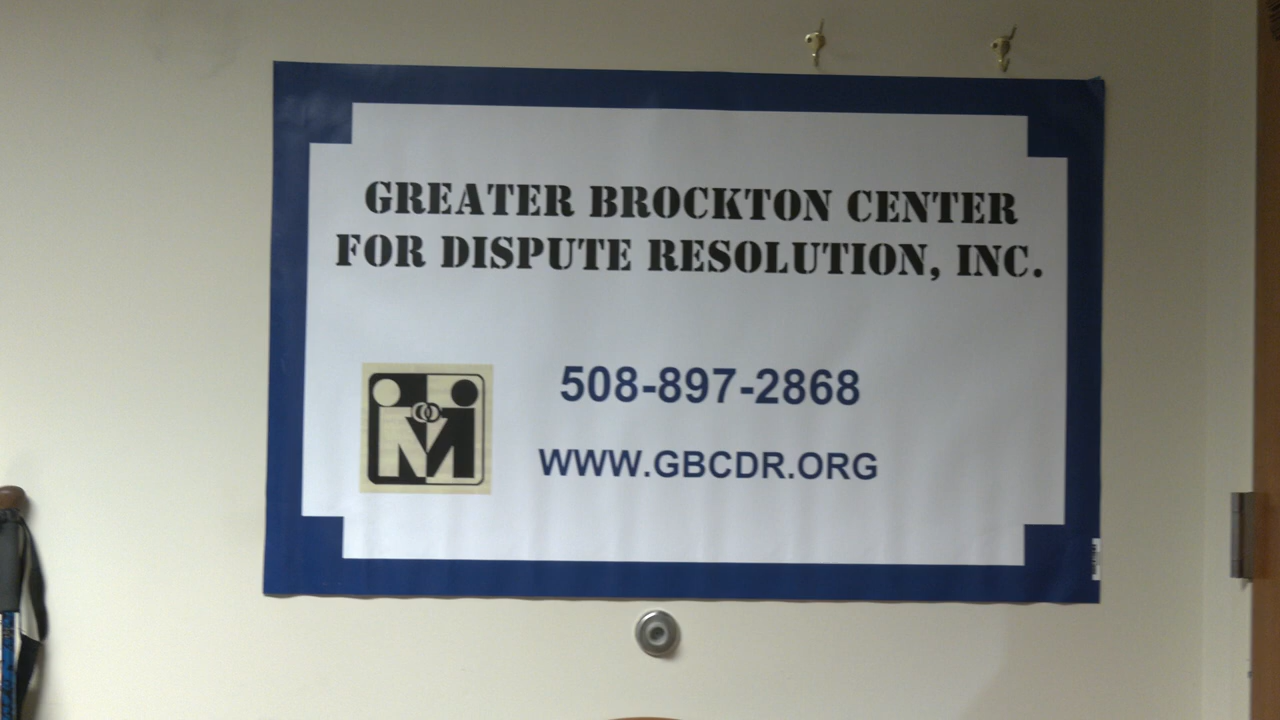 GREATER BROCKTON CENTER
FOR DISPUTE RESOLUTION, INC.
508-897-2868
WWW.GBCDR.ORG